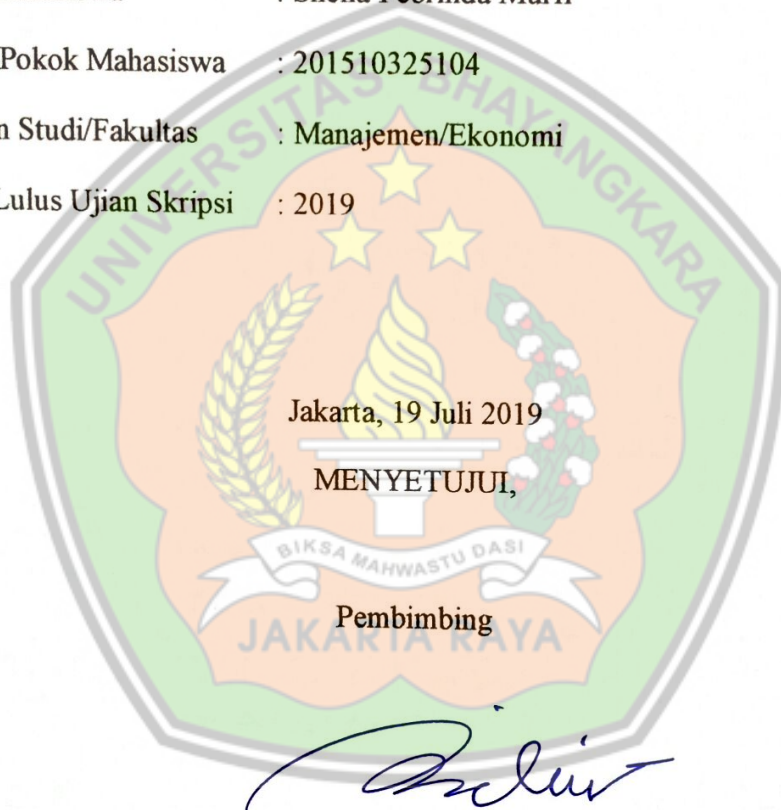 Pokok Mahasiswa : 201510325104
n Studi/Fakultas : Manajemen/Ekonomi
Lulus Ujian Skripsi : 2019
UNIVERSITAS BHAYANGKARA
Jakarta, 19 Juli 2019
MENYETUJUI,
BIKSA MAHWASTU DASI
Pembimbing
JAKARTA RAYA